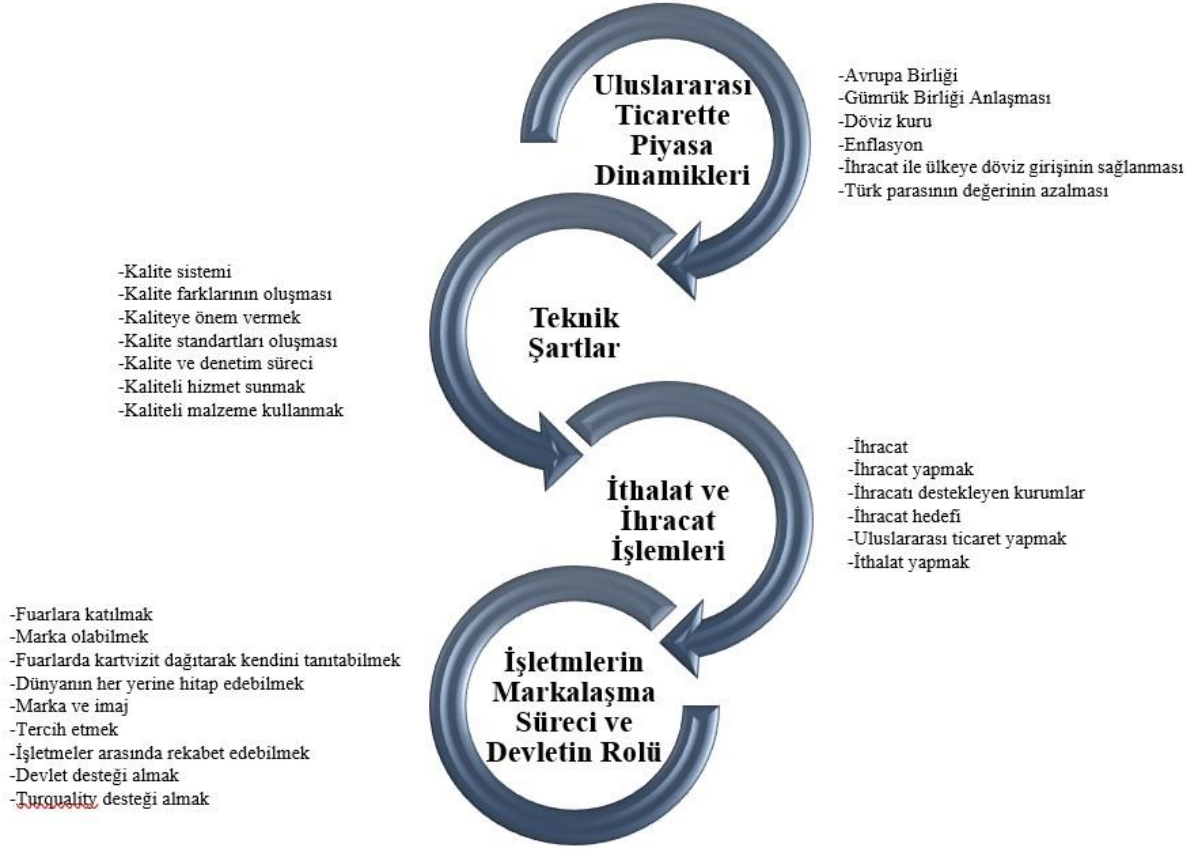 Uluslararası
Ticarette
Piyasa
Dinamikleri
-Avrupa Birliği
-Gümrük Birliği Anlaşması
-Döviz kuru
-Enflasyon
-İhracat ile ülkeye döviz girişinin sağlanması
-Türk parasının değerinin azalması
-Kalite sistemi
-Kalite farklarının oluşması
-Kaliteye önem vermek
-Kalite standartları oluşması
-Kalite ve denetim süreci
-Kaliteli hizmet sunmak
-Kaliteli malzeme kullanmak
Teknik
Şartlar
İthalat ve
İhracat
İşlemleri
-İhracat
-İhracat yapmak
-İhracatı destekleyen kurumlar
-İhracat hedefi
-Uluslararası ticaret yapmak
-İthalat yapmak
-Fuarlara katılmak
-Marka olabilmek
-Fuarlarda kartvizit dağıtarak kendini tanıtabilmek
-Dünyanın her yerine hitap edebilmek
-Marka ve imaj
-Tercih etmek
-İşletmeler arasında rekabet edebilmek
-Devlet desteği almak
-Turquality desteği almak
İşletmlerin
Markalaşma
Süreci ve
Devletin Rolü